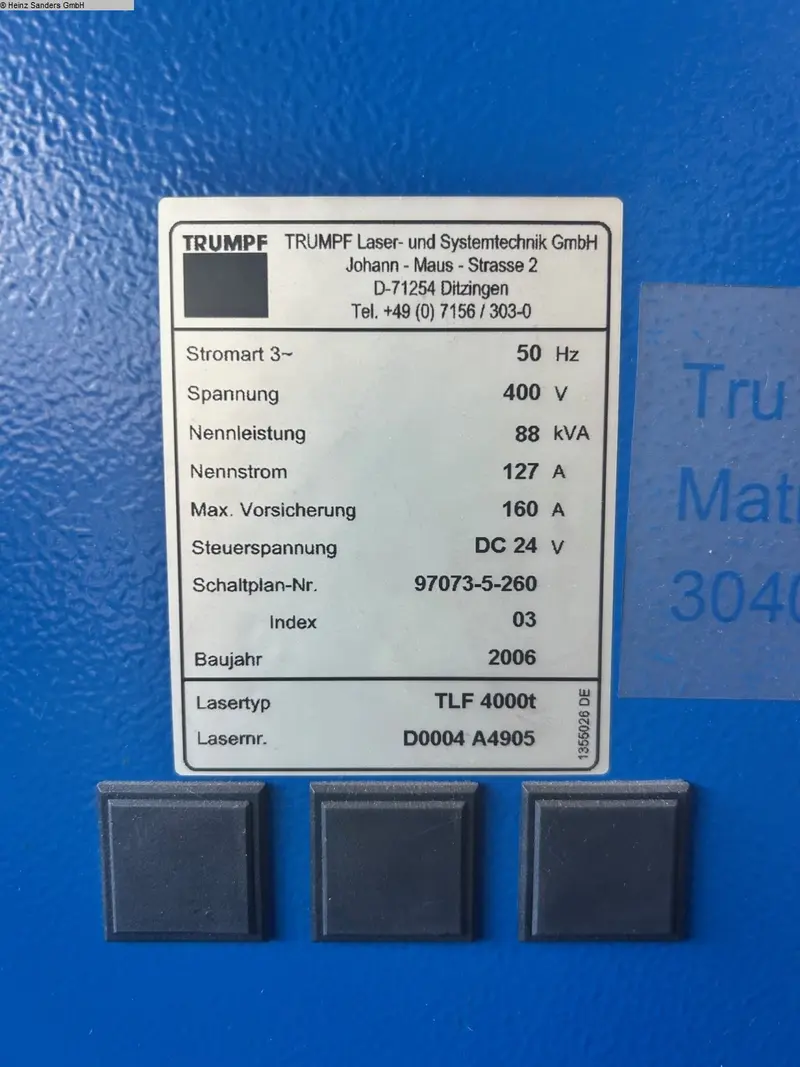 © Heinz Sanders GmbH
TRUMPF
TRUMPF Laser- und Systemtechnik GmbH
Johann - Maus - Strasse 2
D-71254 Ditzingen
Tel. +49 (0) 7156 / 303-0
Stromart 3~ 50 Hz
Spannung 400 V
Nennleistung 88 kVA
Nennstrom 127 A
Max. Vorsicherung 160 A
Steuerspannung DC 24 V
Schaltplan-Nr. 97073-5-260
Index 03
Baujahr 2006
Lasertyp TLF 4000t
Lasernr. D0004 A4905
1355026 DE
Tru
Mat
3040